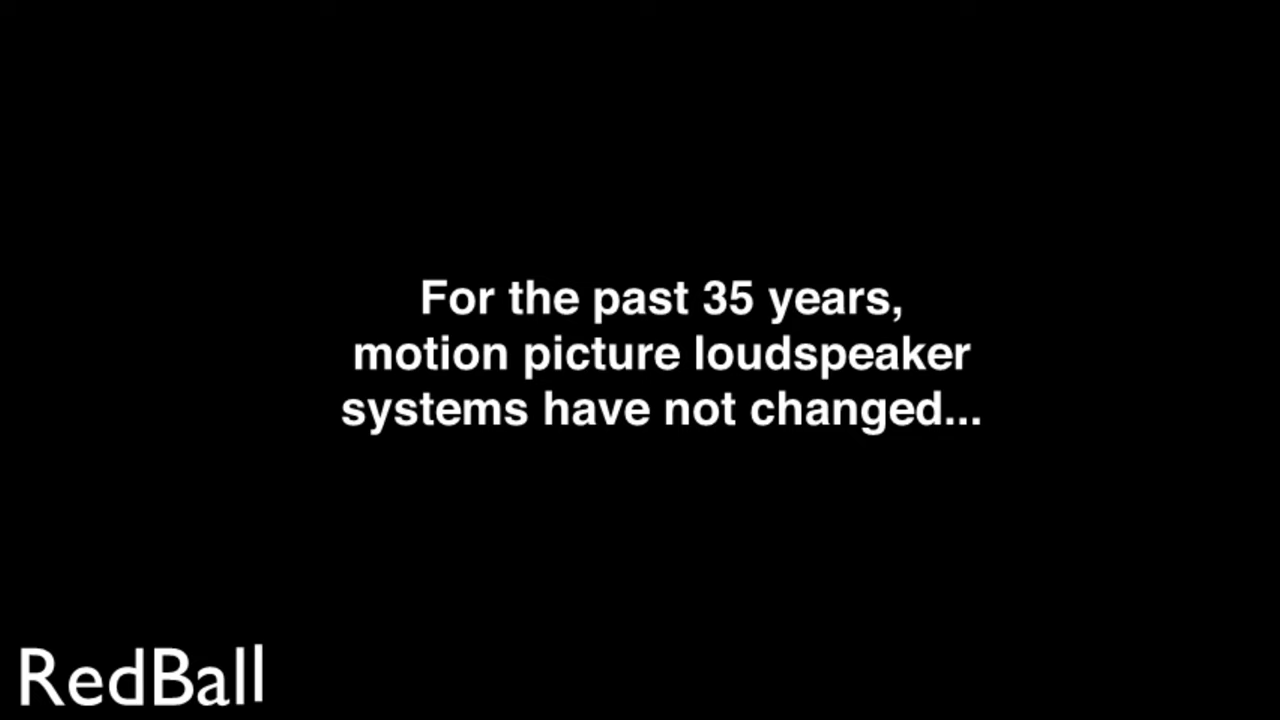 For the past 35 years,
motion picture loudspeaker
systems have not changed...
RedBall